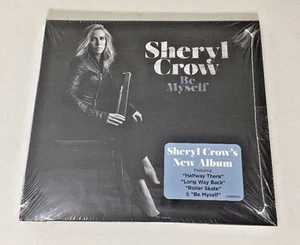 Sheryl
Crow
Be
Myself
Sheryl Crow's
New Album
Featuring
"Halfway There"
"Long Way Back"
"Roller Skate"
& "Be Myself"